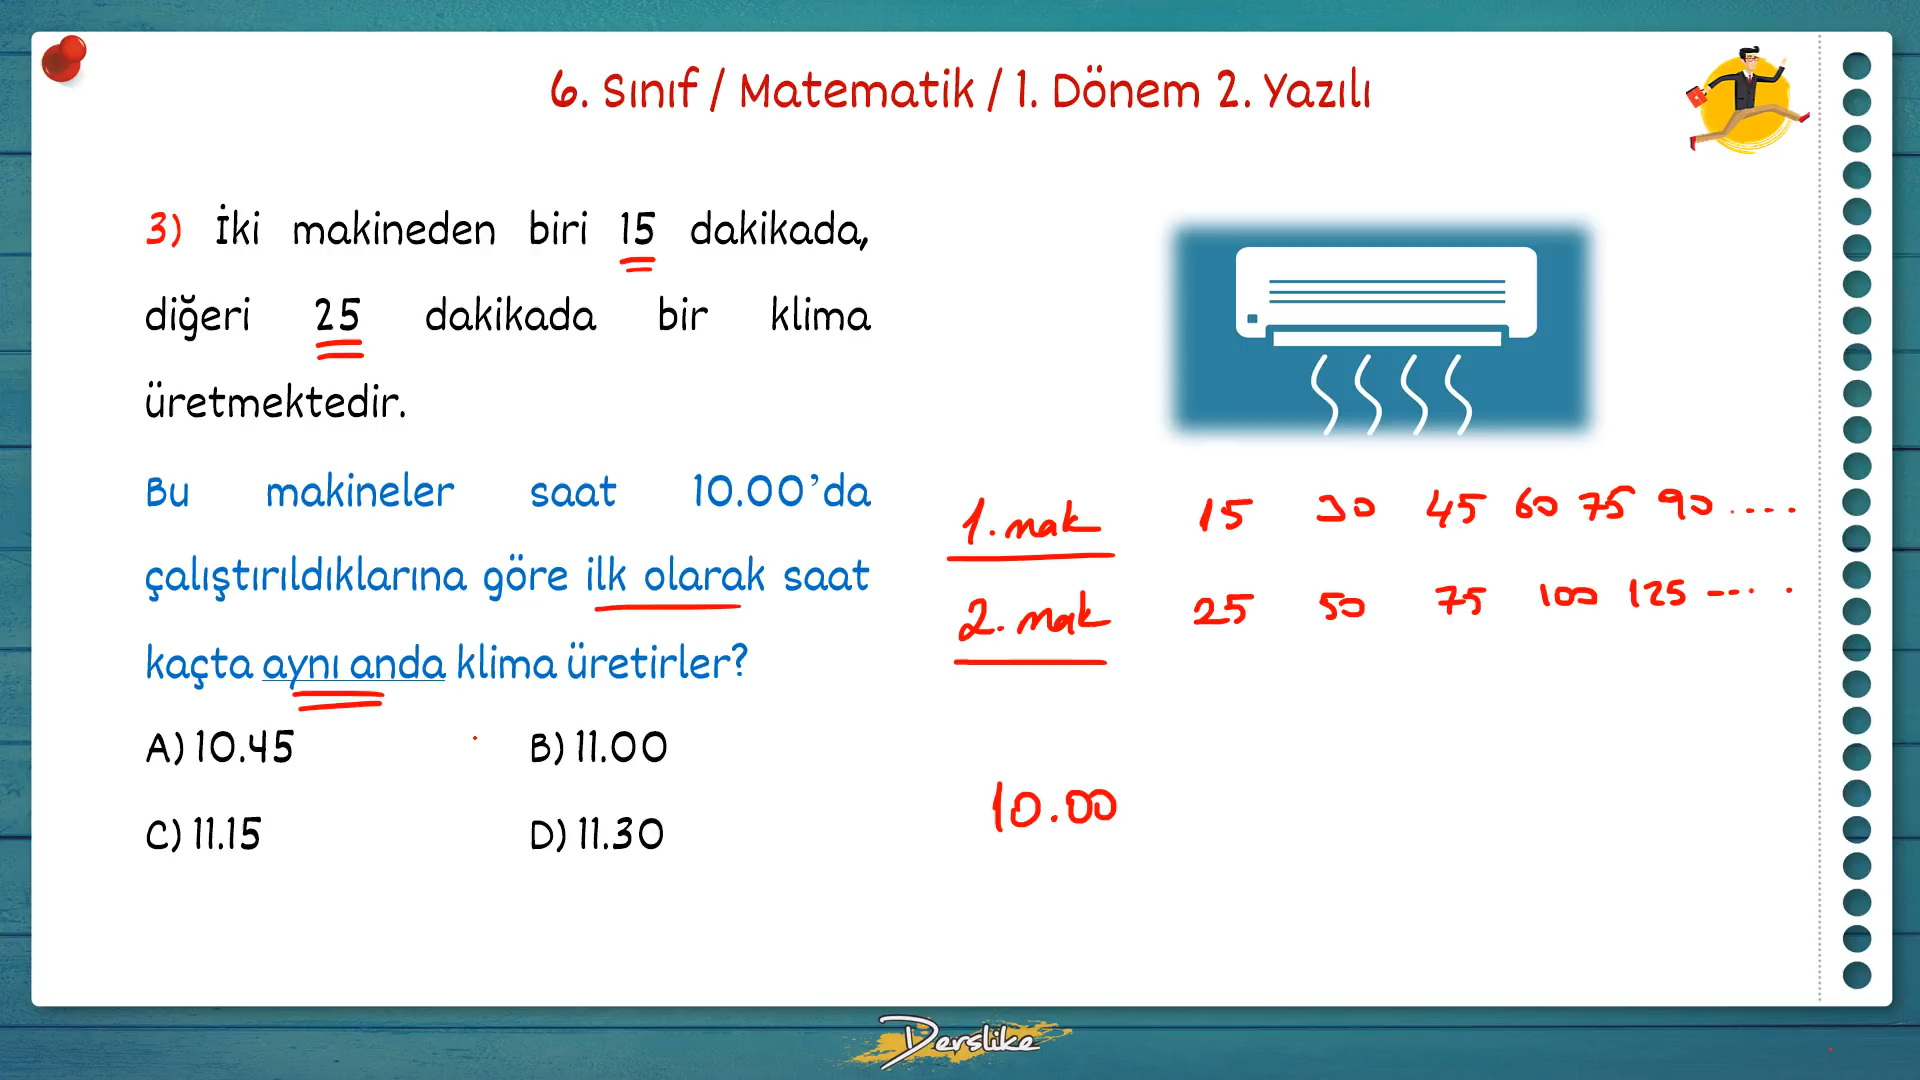 6. Sınıf / Matematik / 1. Dönem 2. Yazılı
3) İki makineden biri 15 dakikada,
diğeri 25 dakikada bir klima
üretmektedir.
Bu makineler saat 10.00'da
çalıştırıldıklarına göre ilk olarak saat
kaçta aynı anda klima üretirler?
A) 10.45 B) 11.00
C) 11.15 D) 11.30
1. mak 15 30 45 60 75 90 ....
2. mak 25 50 75 100 125 ....
10.00
Derslike